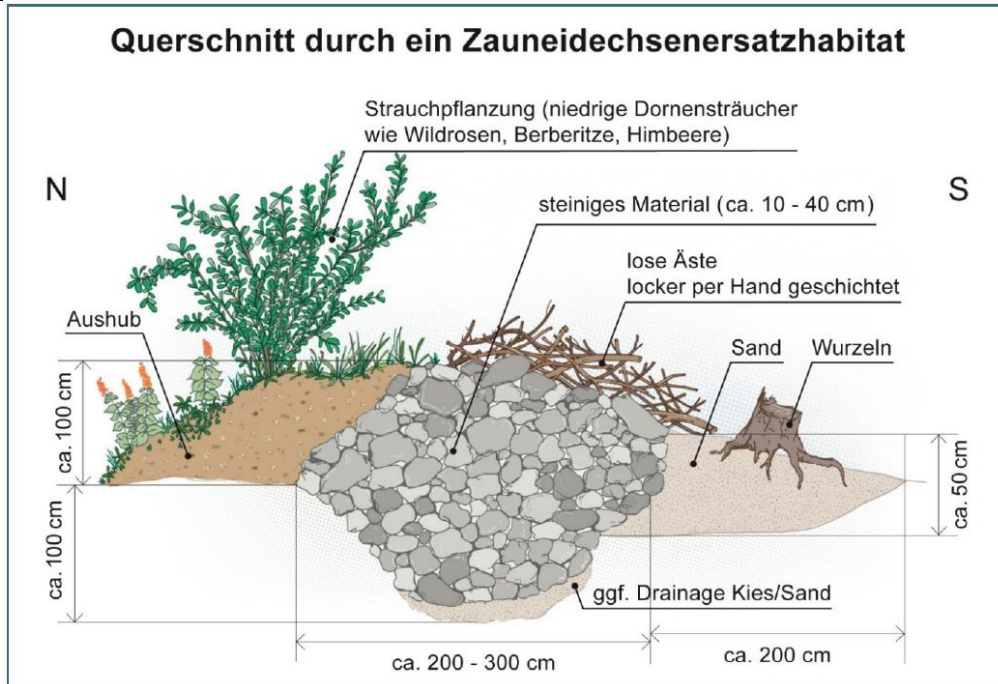 Querschnitt durch ein Zauneidechsenersatzhabitat
Strauchpflanzung (niedrige Dornensträucher
wie Wildrosen, Berberitze, Himbeere)
N
S
steiniges Material (ca. 10 - 40 cm)
lose Äste
locker per Hand geschichtet
Aushub
Sand
Wurzeln
ca. 100 cm
ca. 50 cm
ca. 100 cm
ggf. Drainage Kies/Sand
ca. 200 - 300 cm
ca. 200 cm